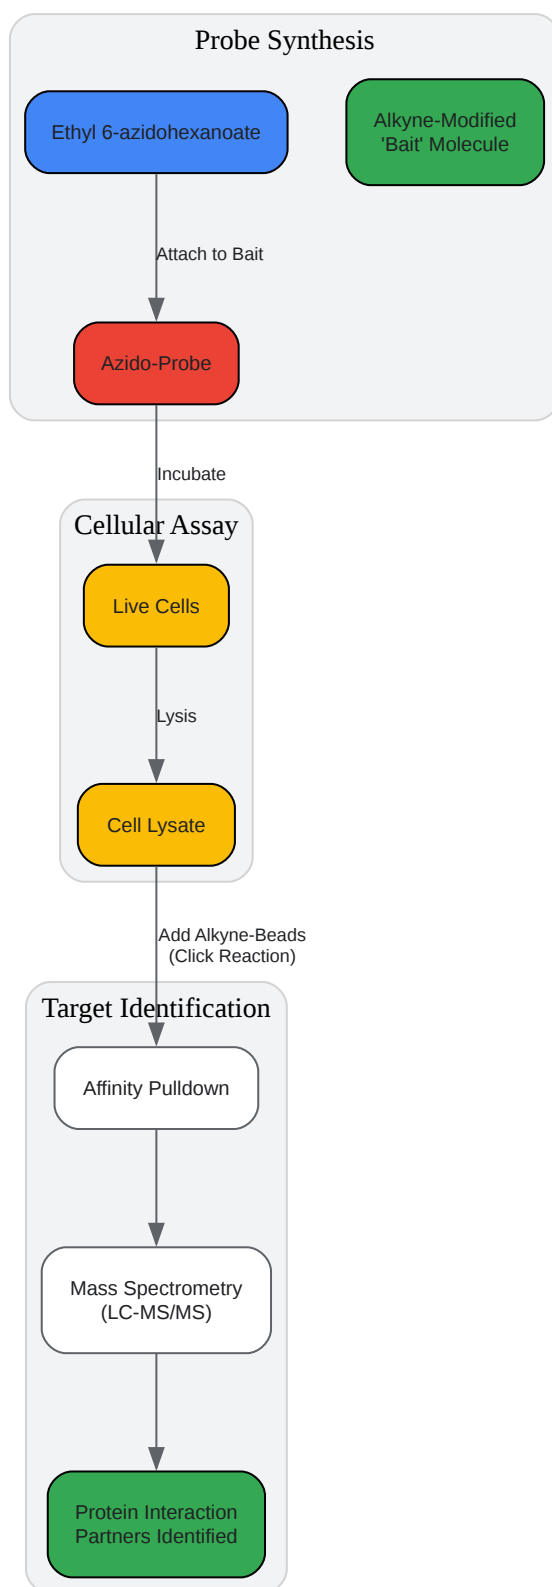 Probe Synthesis
Ethyl 6-azidohexanoate
Alkyne-Modified
'Bait' Molecule
Attach to Bait
Azido-Probe
Incubate
Cellular Assay
Live Cells
Lysis
Cell Lysate
Add Alkyne-Beads
(Click Reaction)
Target Identification
Affinity Pulldown
Mass Spectrometry
(LC-MS/MS)
Protein Interaction
Partners Identified